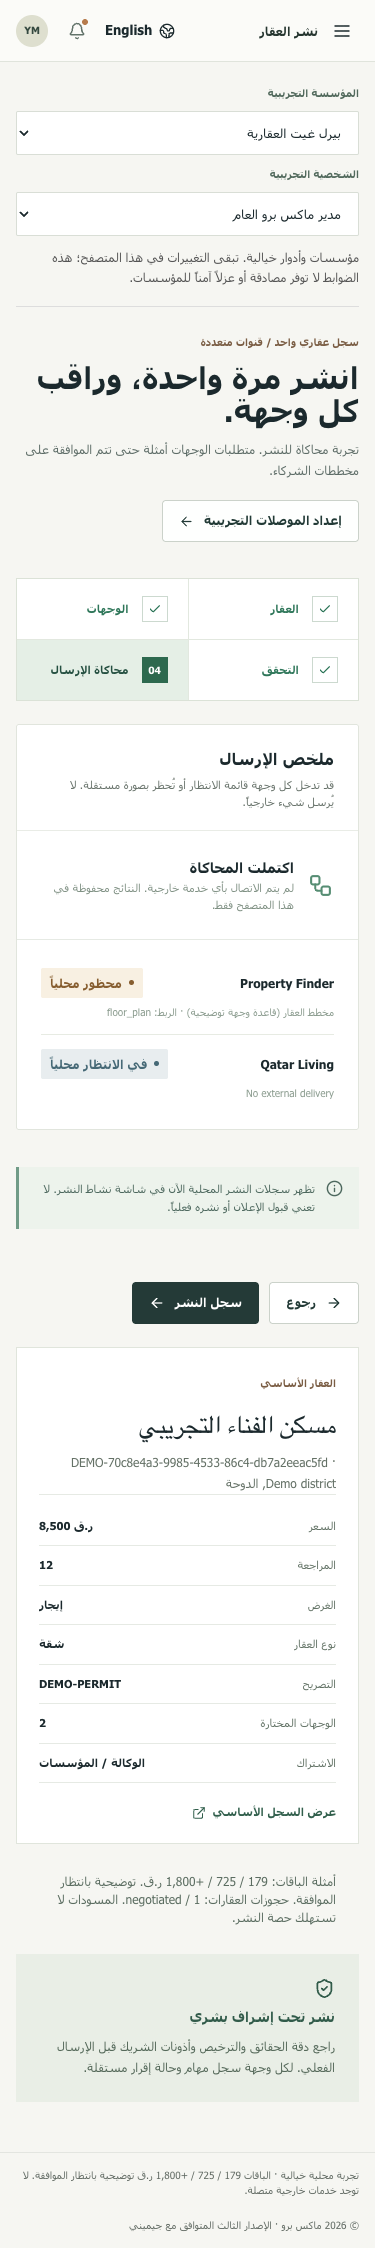 نشر العقار
English
YM
المؤسسة التجريبية
بيرل غيت العقارية
الشخصية التجريبية
مدير ماكس برو العام
مؤسسات وأدوار خيالية. تبقى التغييرات في هذا المتصفح؛ هذه
الضوابط لا توفر مصادقة أو عزلاً آمناً للمؤسسات.
سجل عقاري واحد / قنوات متعددة
انشر مرة واحدة، وراقب
كل وجهة.
تجربة محاكاة للنشر. متطلبات الوجهات أمثلة حتى تتم الموافقة على
مخططات الشركاء.
إعداد الموصلات التجريبية
العقار
الوجهات
التحقق
04 محاكاة الإرسال
ملخص الإرسال
قد تدخل كل وجهة قائمة الانتظار أو تُحظر بصورة مستقلة. لا
يُرسل شيء خارجياً.
اكتملت المحاكاة
لم يتم الاتصال بأي خدمة خارجية. النتائج محفوظة في
هذا المتصفح فقط.
Property Finder
محظور محلياً
مخطط العقار (قاعدة وجهة توضيحية) · الربط: floor_plan
Qatar Living
في الانتظار محلياً
No external delivery
تظهر سجلات النشر المحلية الآن في شاشة نشاط النشر. لا
تعني قبول الإعلان أو نشره فعلياً.
رجوع
سجل النشر
العقار الأساسي
مسكن الفناء التجريبي
DEMO-70c8e4a3-9985-4533-86c4-db7a2eeac5fd ·
Demo district, الدوحة
السعر
8,500 ر.ق
المراجعة
12
الغرض
إيجار
نوع العقار
شقة
التصريح
DEMO-PERMIT
الوجهات المختارة
2
الاشتراك
الوكالة / المؤسسات
عرض السجل الأساسي
أمثلة الباقات: 179 / 725 / +1,800 ر.ق. توضيحية بانتظار
الموافقة. حجوزات العقارات: 1 / negotiated. المسودات لا
تستهلك حصة النشر.
نشر تحت إشراف بشري
راجع دقة الحقائق والترخيص وأذونات الشريك قبل الإرسال
الفعلي. لكل وجهة سجل مهام وحالة إقرار مستقلة.
تجربة محلية خيالية · الباقات 179 / 725 / +1,800 ر.ق توضيحية بانتظار الموافقة. لا
توجد خدمات خارجية متصلة.
© 2026 ماكس برو · الإصدار الثالث المتوافق مع جيميني